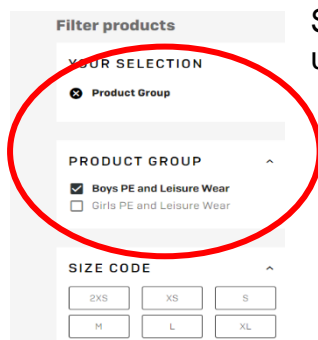 Filter products
YOUR SELECTION
Product Group
PRODUCT GROUP
Boys PE and Leisure Wear
Girls PE and Leisure Wear
SIZE CODE
2XS XS S
M L XL